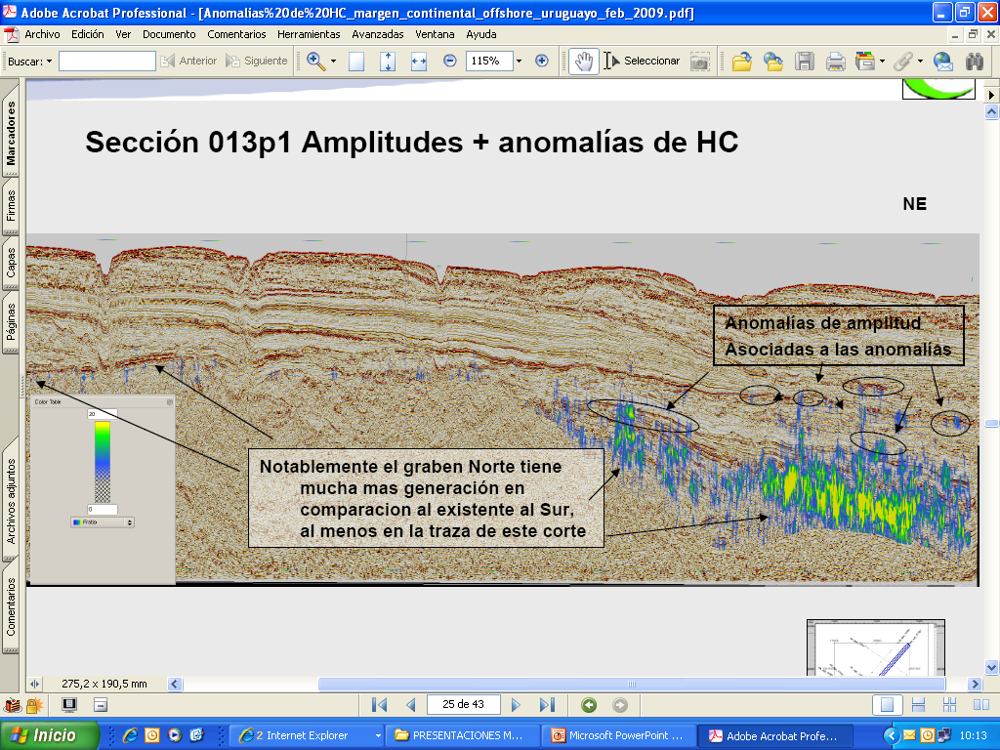 Adobe Acrobat Professional - [Anomalias%20de%20HC_margen_continental_offshore_uruguayo_feb_2009.pdf]
Archivo Edición Ver Documento Comentarios Herramientas Avanzadas Ventana Ayuda
Buscar: Anterior Siguiente 115% Seleccionar
Marcadores
Firmas
Capas
Páginas
Archivos adjuntos
Comentarios
Sección 013p1 Amplitudes + anomalías de HC
NE
Anomalías de amplitud
Asociadas a las anomalías
Color Table
20
0
Fratio
Notablemente el graben Norte tiene
mucha mas generación en
comparacion al existente al Sur,
al menos en la traza de este corte
275,2 x 190,5 mm
25 de 43
Inicio 2 Internet Explorer PRESENTACIONES M... Microsoft PowerPoint ... Adobe Acrobat Profe... 10:13